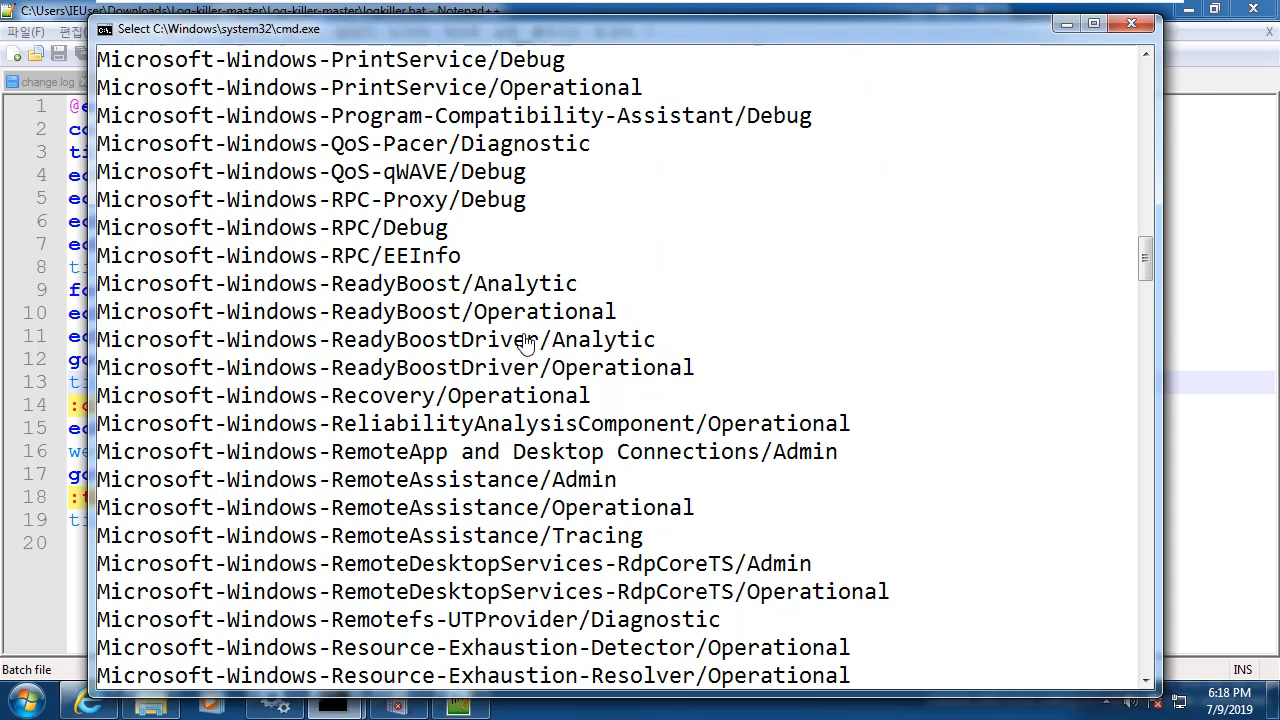 C:\Users\IEUser\Downloads\Log-killer-master\Log-killer-master\logkiller.bat - Notepad++
Select C:\Windows\system32\cmd.exe
파일(F) 편집
change.log
1
2
3
4
5
6
7
8
9
10
11
12
13
14
15
16
17
18
19
20
Microsoft-Windows-PrintService/Debug
Microsoft-Windows-PrintService/Operational
Microsoft-Windows-Program-Compatibility-Assistant/Debug
Microsoft-Windows-QoS-Pacer/Diagnostic
Microsoft-Windows-QoS-qWAVE/Debug
Microsoft-Windows-RPC-Proxy/Debug
Microsoft-Windows-RPC/Debug
Microsoft-Windows-RPC/EEInfo
Microsoft-Windows-ReadyBoost/Analytic
Microsoft-Windows-ReadyBoost/Operational
Microsoft-Windows-ReadyBoostDriver/Analytic
Microsoft-Windows-ReadyBoostDriver/Operational
Microsoft-Windows-Recovery/Operational
Microsoft-Windows-ReliabilityAnalysisComponent/Operational
Microsoft-Windows-RemoteApp and Desktop Connections/Admin
Microsoft-Windows-RemoteAssistance/Admin
Microsoft-Windows-RemoteAssistance/Operational
Microsoft-Windows-RemoteAssistance/Tracing
Microsoft-Windows-RemoteDesktopServices-RdpCoreTS/Admin
Microsoft-Windows-RemoteDesktopServices-RdpCoreTS/Operational
Microsoft-Windows-Remotefs-UTProvider/Diagnostic
Microsoft-Windows-Resource-Exhaustion-Detector/Operational
Microsoft-Windows-Resource-Exhaustion-Resolver/Operational
Batch file
INS
6:18 PM
7/9/2019